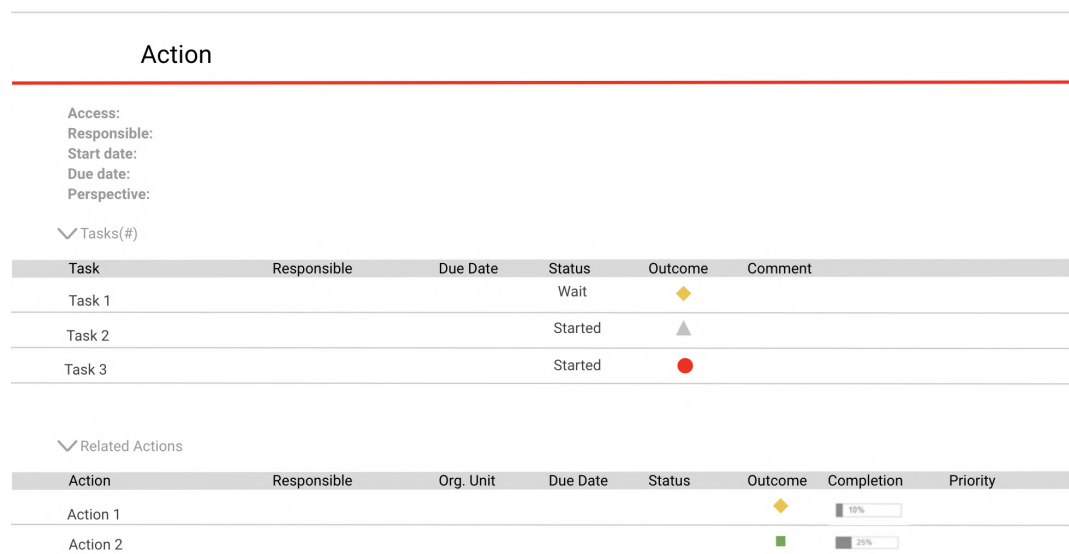 Action
Access:
Responsible:
Start date:
Due date:
Perspective:
Tasks(#)
Task Responsible Due Date Status Outcome Comment
Task 1 Wait
Task 2 Started
Task 3 Started
Related Actions
Action Responsible Org. Unit Due Date Status Outcome Completion Priority
Action 1 10%
Action 2 25%